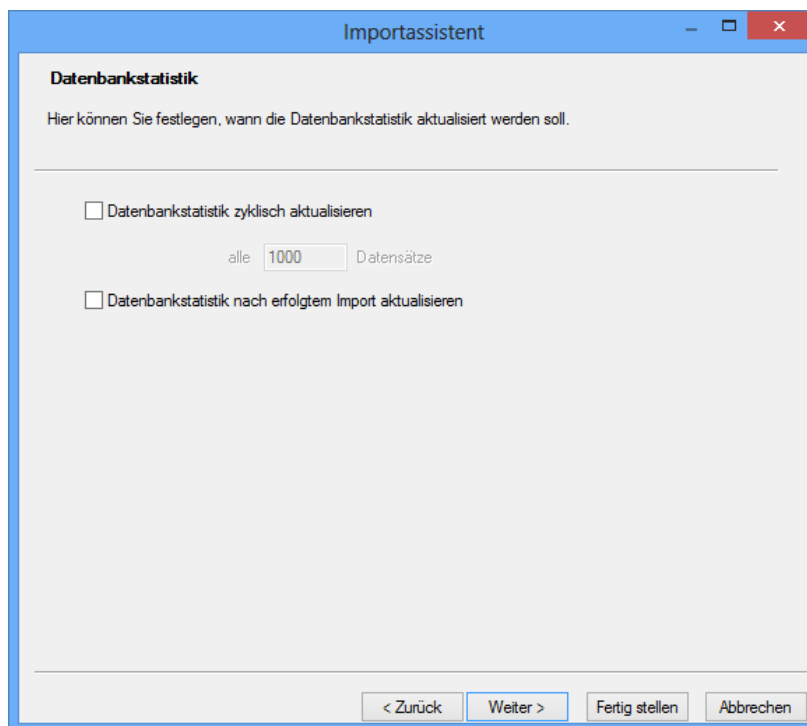 Importassistent
Datenbankstatistik
Hier können Sie festlegen, wann die Datenbankstatistik aktualisiert werden soll.
Datenbankstatistik zyklisch aktualisieren
alle 1000 Datensätze
Datenbankstatistik nach erfolgtem Import aktualisieren
< Zurück Weiter > Fertig stellen Abbrechen